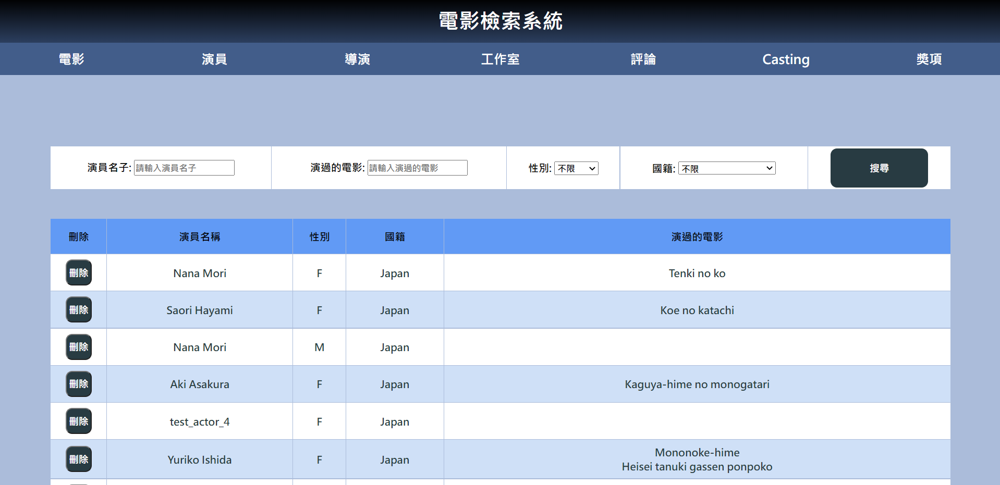 電影檢索系統
電影 演員 導演 工作室 評論 Casting 獎項
演員名子: 請輸入演員名子 演過的電影: 請輸入演過的電影 性別: 不限 國籍: 不限 搜尋
刪除 演員名稱 性別 國籍 演過的電影
刪除 Nana Mori F Japan Tenki no ko
刪除 Saori Hayami F Japan Koe no katachi
刪除 Nana Mori M Japan
刪除 Aki Asakura F Japan Kaguya-hime no monogatari
刪除 test_actor_4 F Japan
刪除 Yuriko Ishida F Japan Mononoke-hime
Heisei tanuki gassen ponpoko